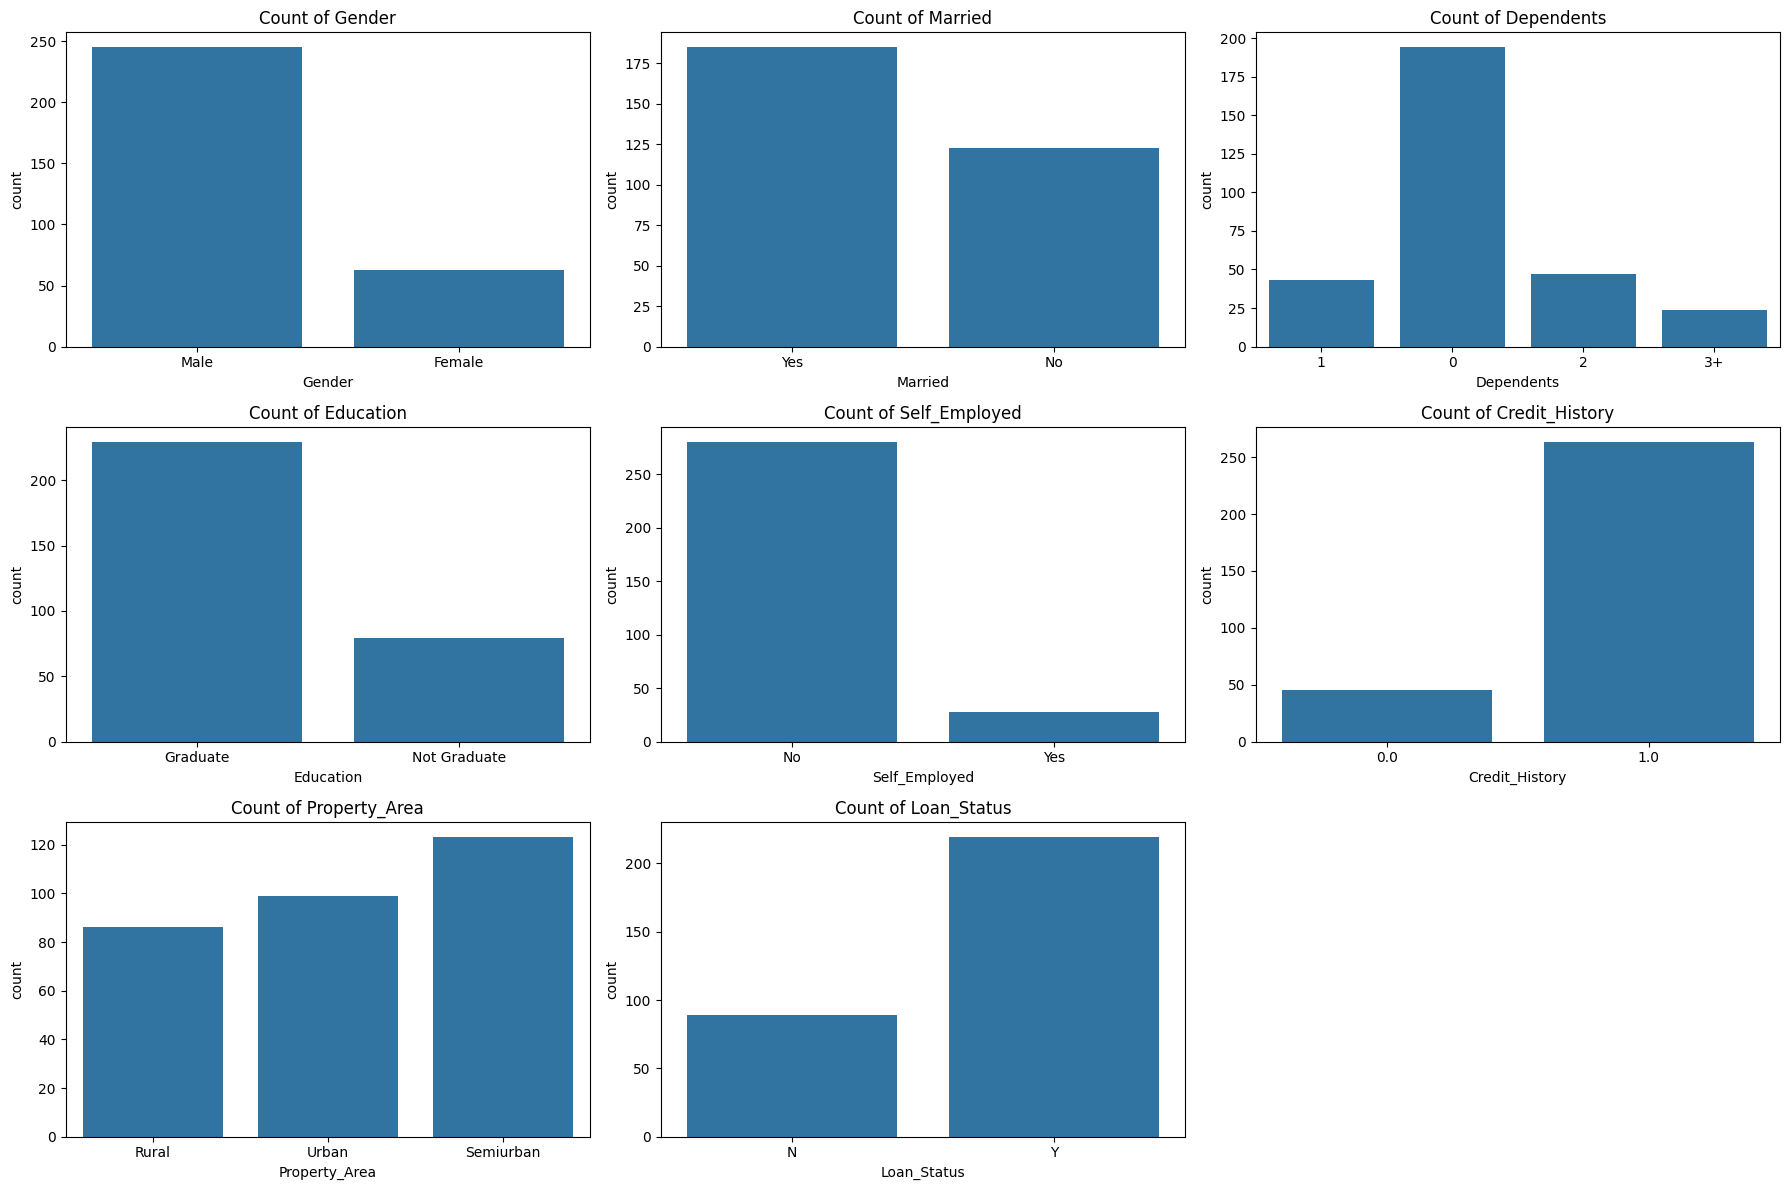 Count of Gender
250
200
150
100
50
0
count
Male Female
Gender
Count of Married
175
150
125
100
75
50
25
0
count
Yes No
Married
Count of Dependents
200
175
150
125
100
75
50
25
0
count
1 0 2 3+
Dependents
Count of Education
200
150
100
50
0
count
Graduate Not Graduate
Education
Count of Self_Employed
250
200
150
100
50
0
count
No Yes
Self_Employed
Count of Credit_History
250
200
150
100
50
0
count
0.0 1.0
Credit_History
Count of Property_Area
120
100
80
60
40
20
0
count
Rural Urban Semiurban
Property_Area
Count of Loan_Status
200
150
100
50
0
count
N Y
Loan_Status